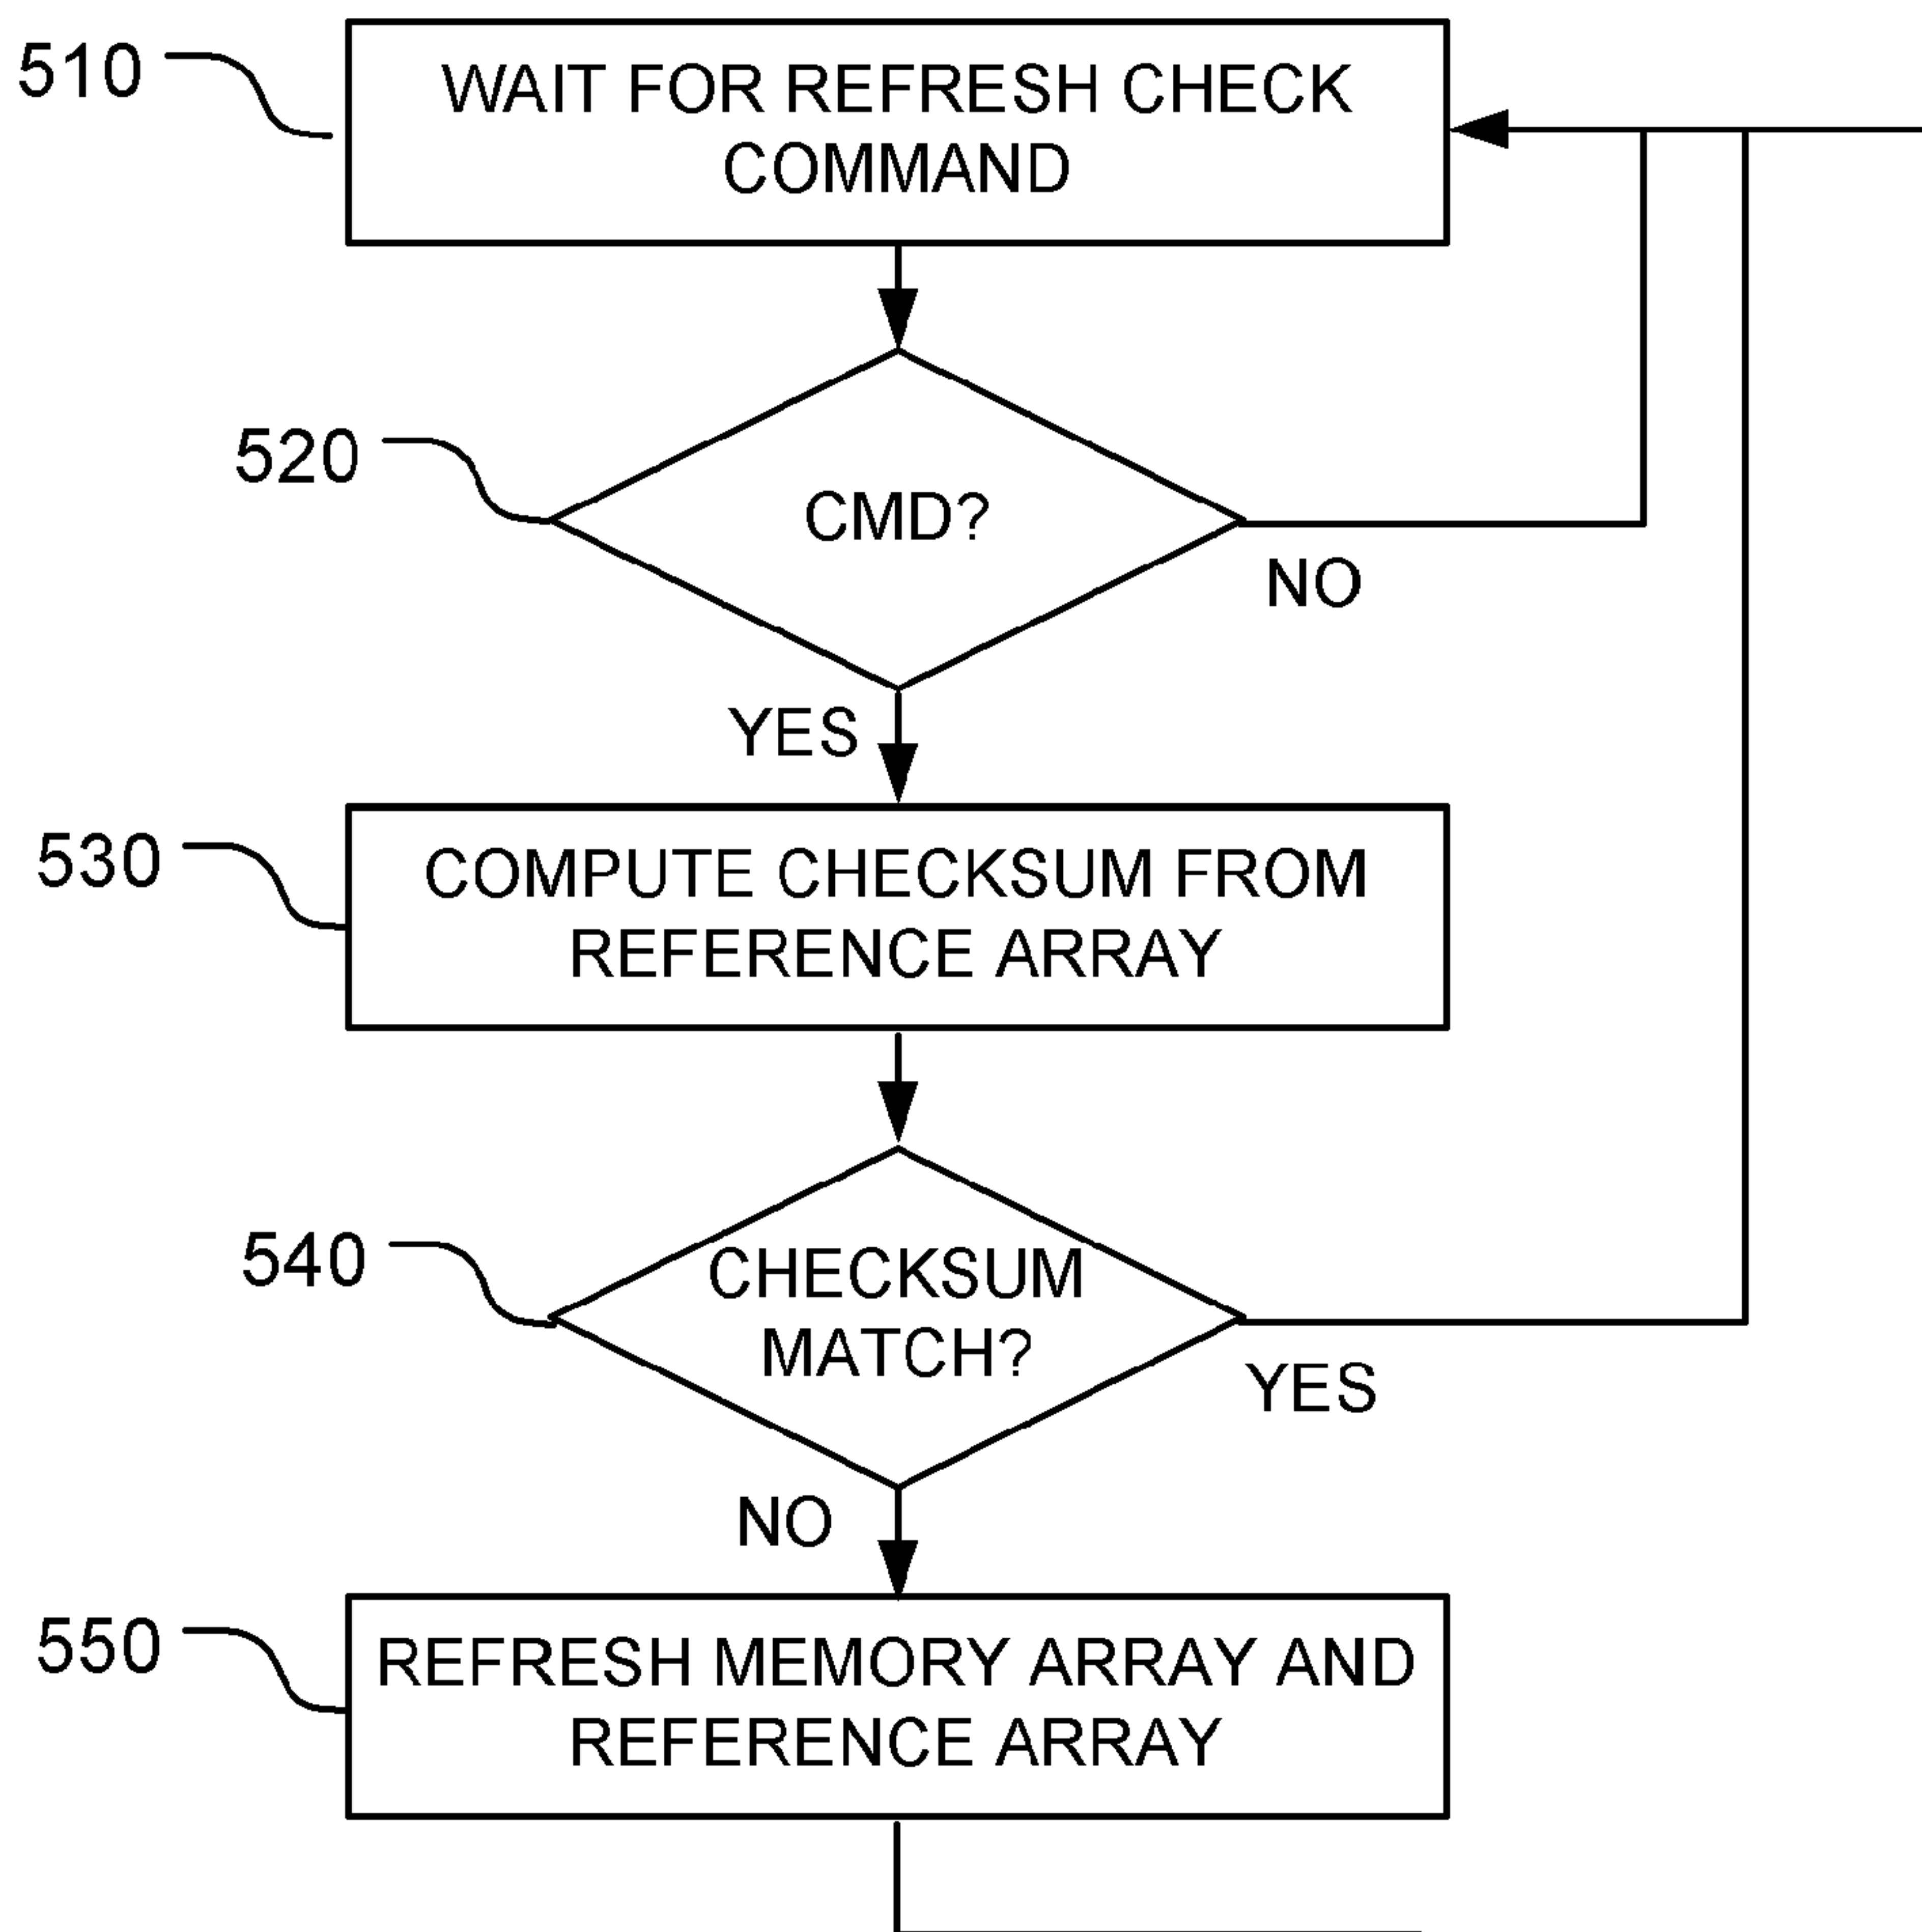 510
WAIT FOR REFRESH CHECK
COMMAND
520
CMD?
NO
YES
530
COMPUTE CHECKSUM FROM
REFERENCE ARRAY
540
CHECKSUM
MATCH?
YES
NO
550
REFRESH MEMORY ARRAY AND
REFERENCE ARRAY